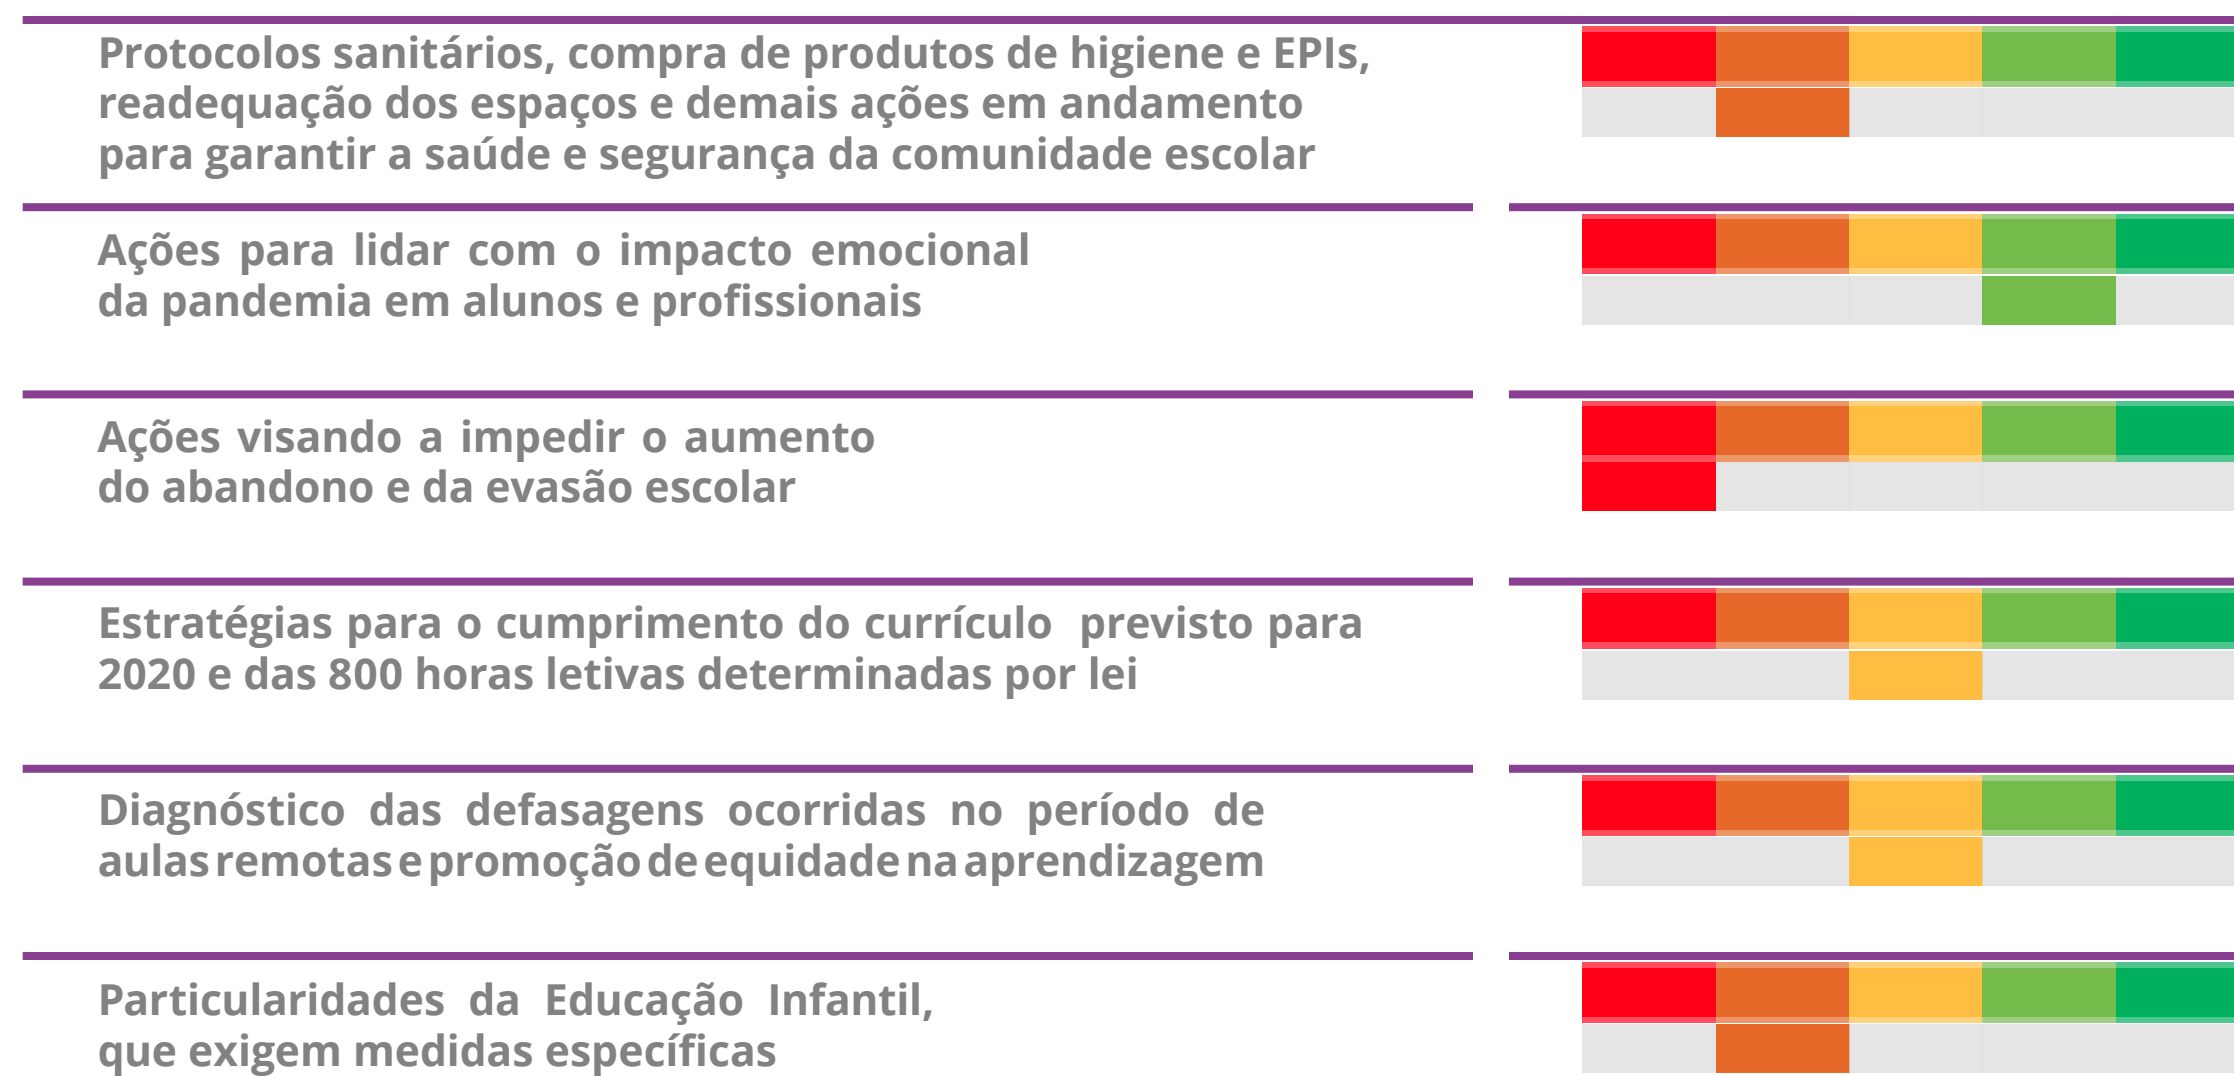 Protocolos sanitários, compra de produtos de higiene e EPIs,
readequação dos espaços e demais ações em andamento
para garantir a saúde e segurança da comunidade escolar
Ações para lidar com o impacto emocional
da pandemia em alunos e profissionais
Ações visando a impedir o aumento
do abandono e da evasão escolar
Estratégias para o cumprimento do currículo previsto para
2020 e das 800 horas letivas determinadas por lei
Diagnóstico das defasagens ocorridas no período de
aulas remotas e promoção de equidade na aprendizagem
Particularidades da Educação Infantil,
que exigem medidas específicas